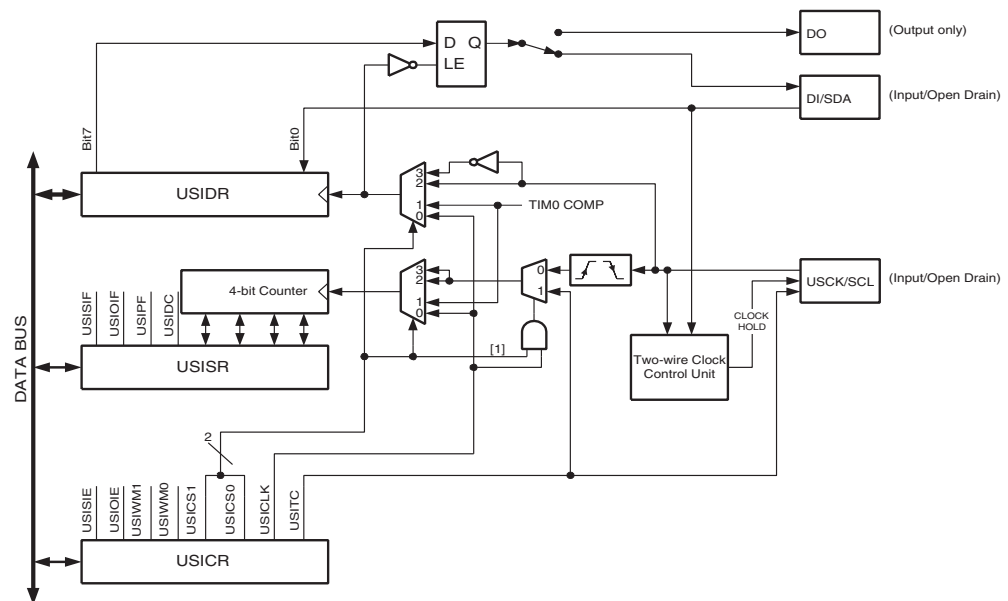 D Q
LE
DO
(Output only)
DI/SDA
(Input/Open Drain)
Bit7
Bit0
USIDR
3
2
1
0
TIM0 COMP
4-bit Counter
3
2
1
0
0
1
USCK/SCL
(Input/Open Drain)
CLOCK
HOLD
USISIF
USIOIF
USIPF
USIDC
[1]
USISR
Two-wire Clock
Control Unit
DATA BUS
2
USISIE
USIOIE
USIWM1
USIWM0
USICS1
USICS0
USICLK
USITC
USICR